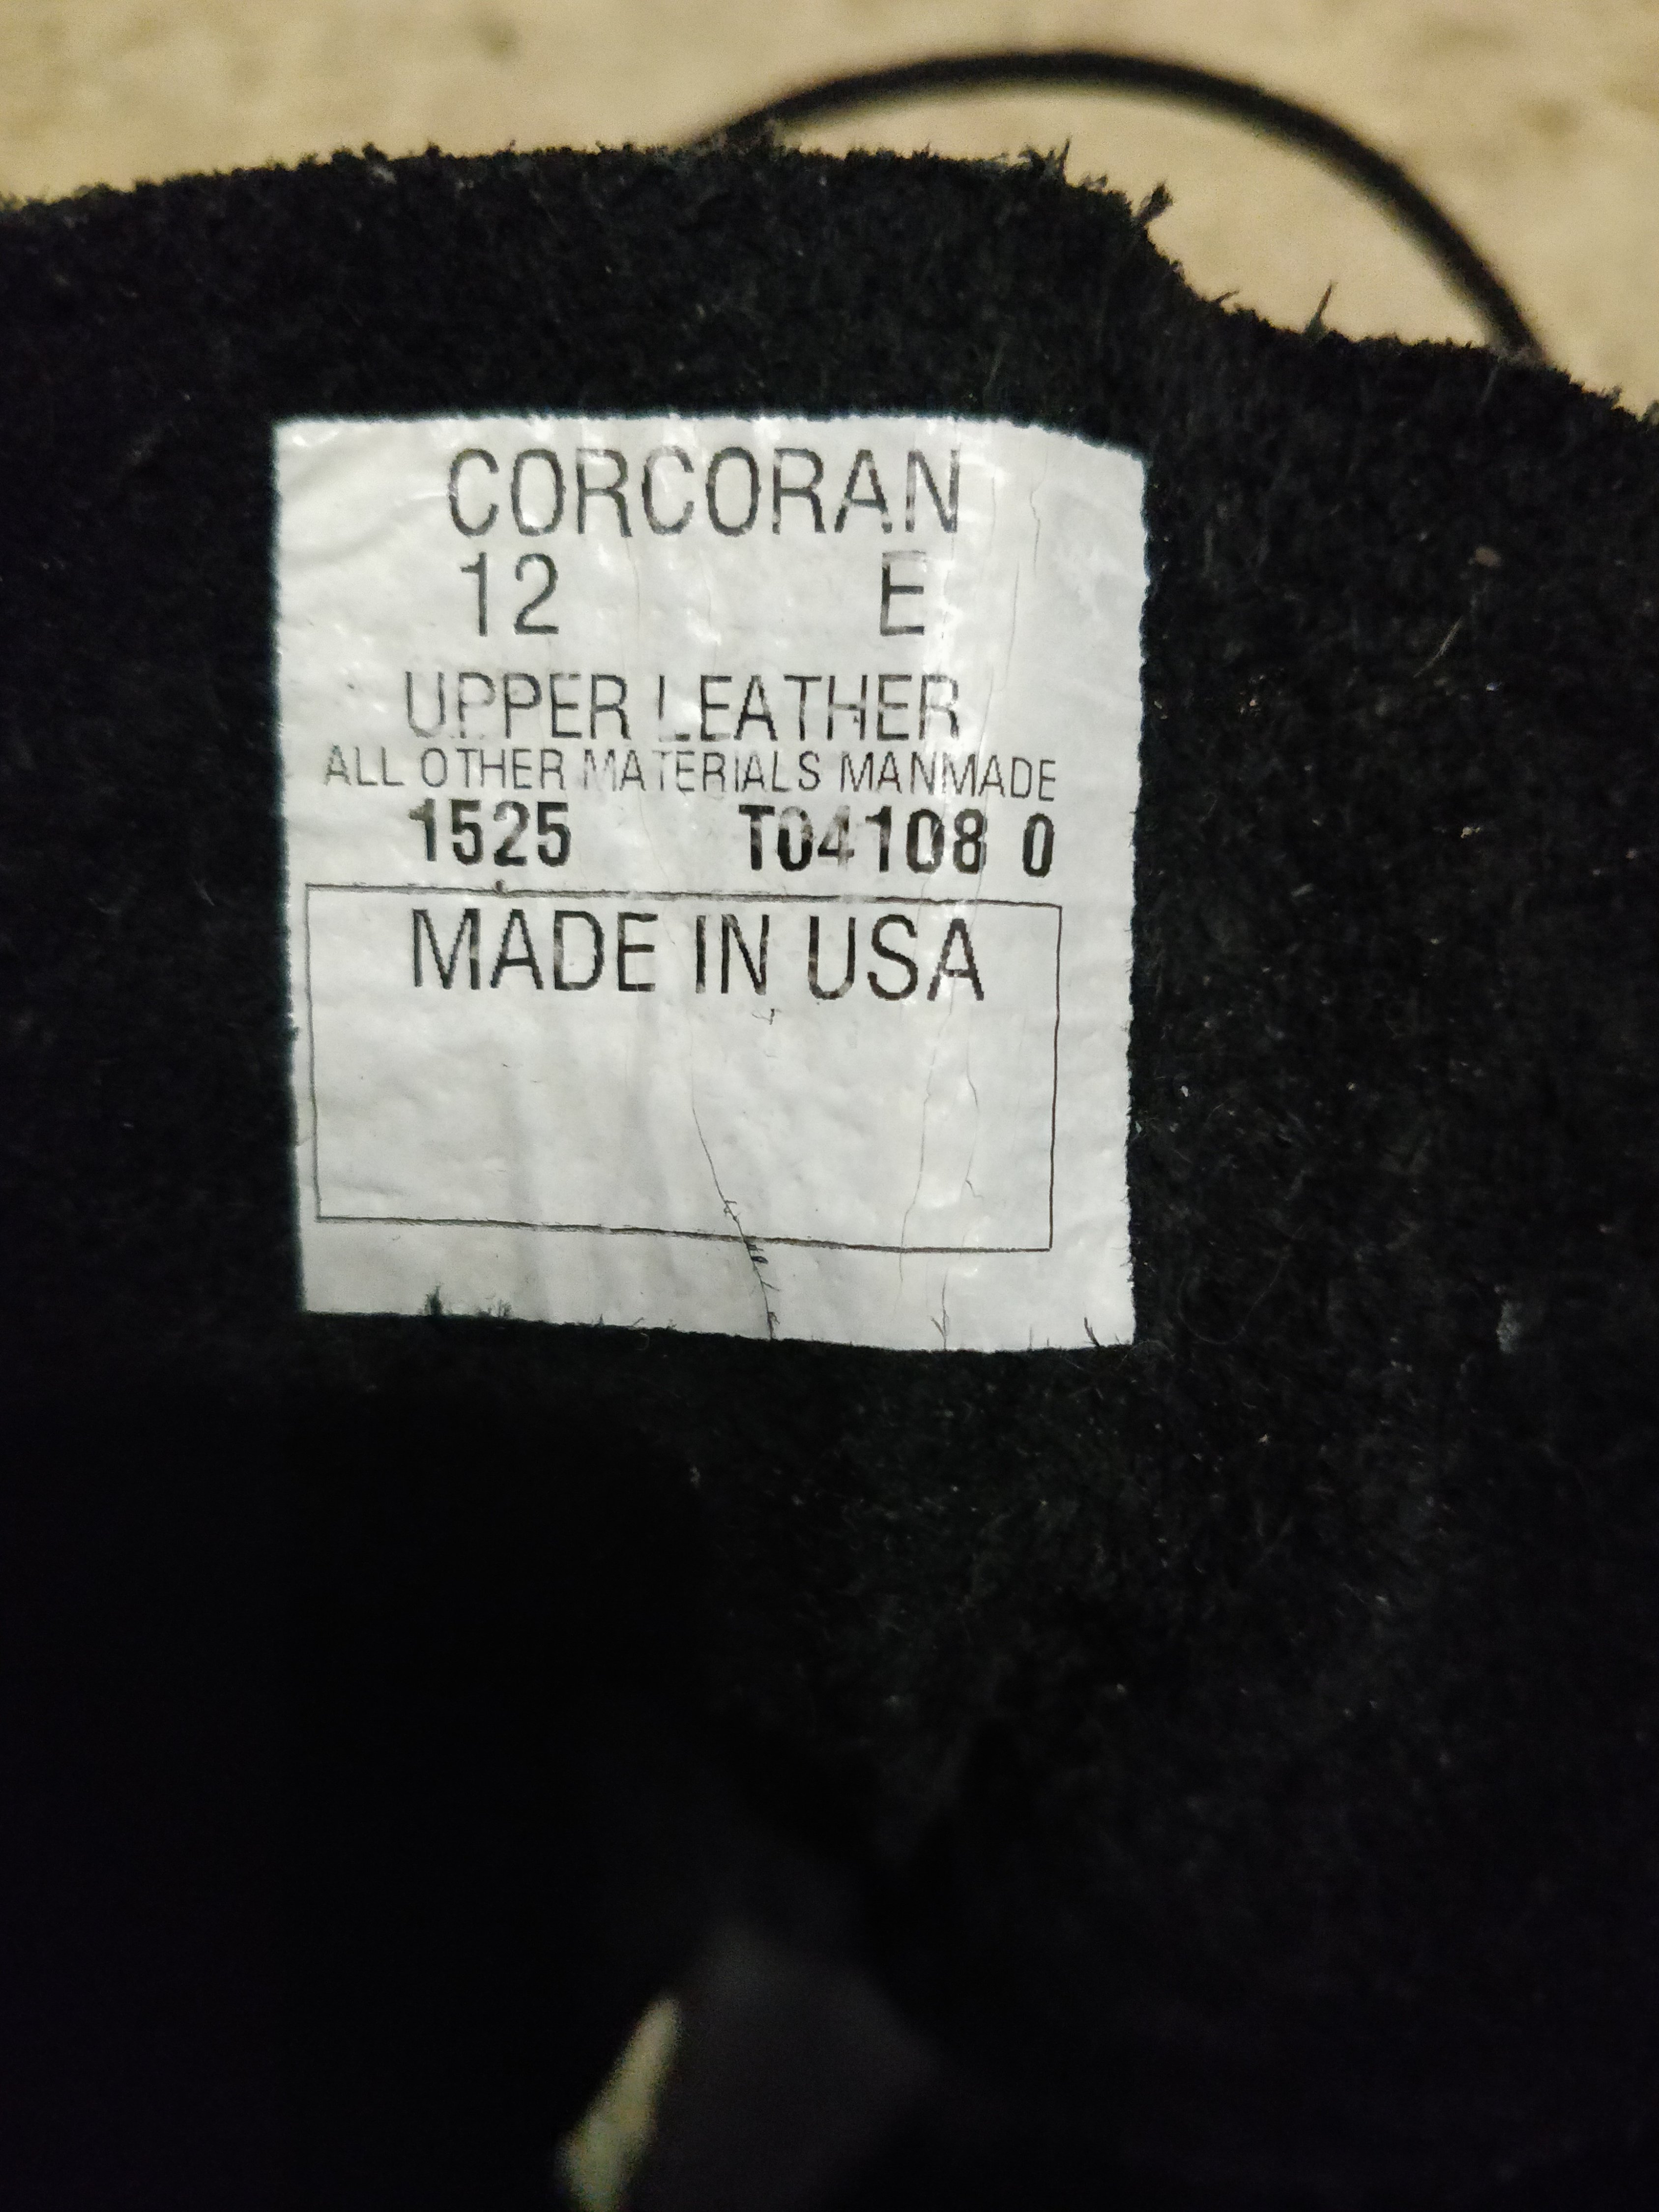 CORCORAN
12 E
UPPER LEATHER
ALL OTHER MATERIALS MANMADE
1525 T04108 0
MADE IN USA